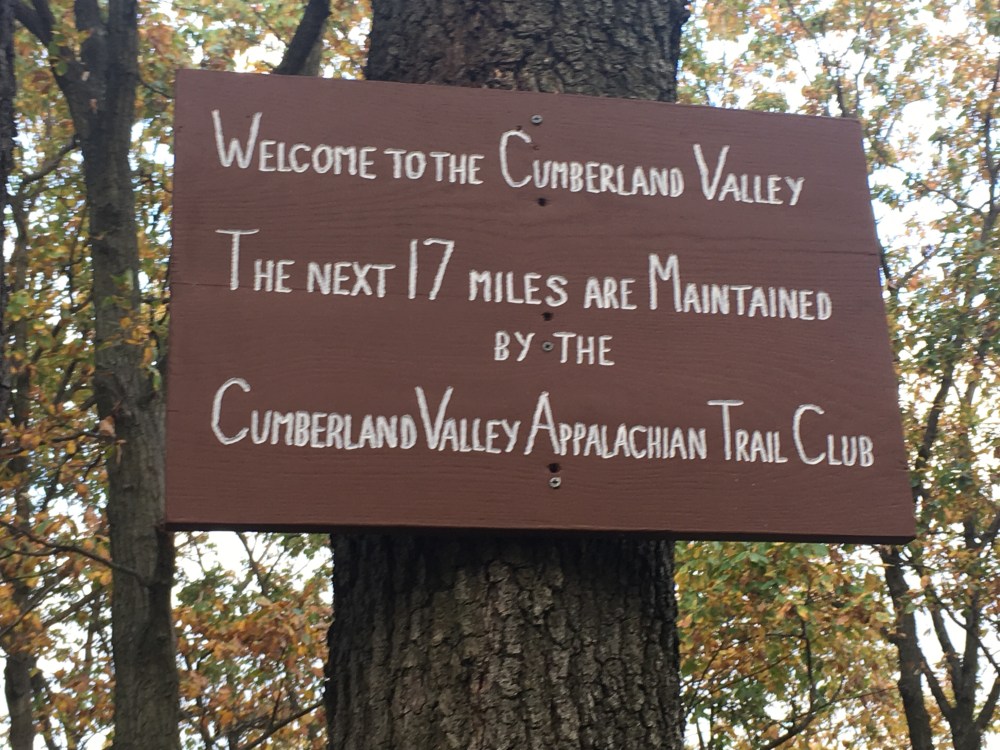 Welcome to the Cumberland Valley
The next 17 miles are Maintained
by the
Cumberland Valley Appalachian Trail Club